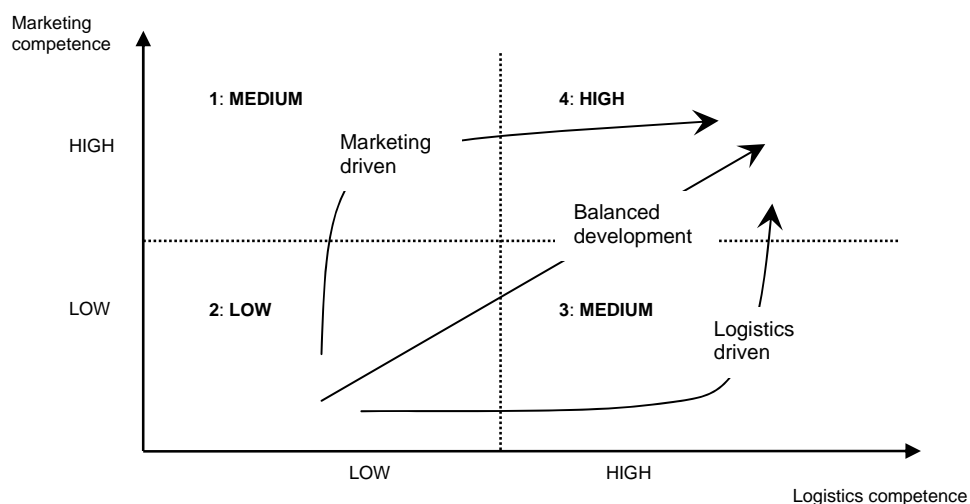 Marketing
competence
1: MEDIUM
4: HIGH
HIGH
Marketing
driven
Balanced
development
LOW
2: LOW
3: MEDIUM
Logistics
driven
LOW
HIGH
Logistics competence